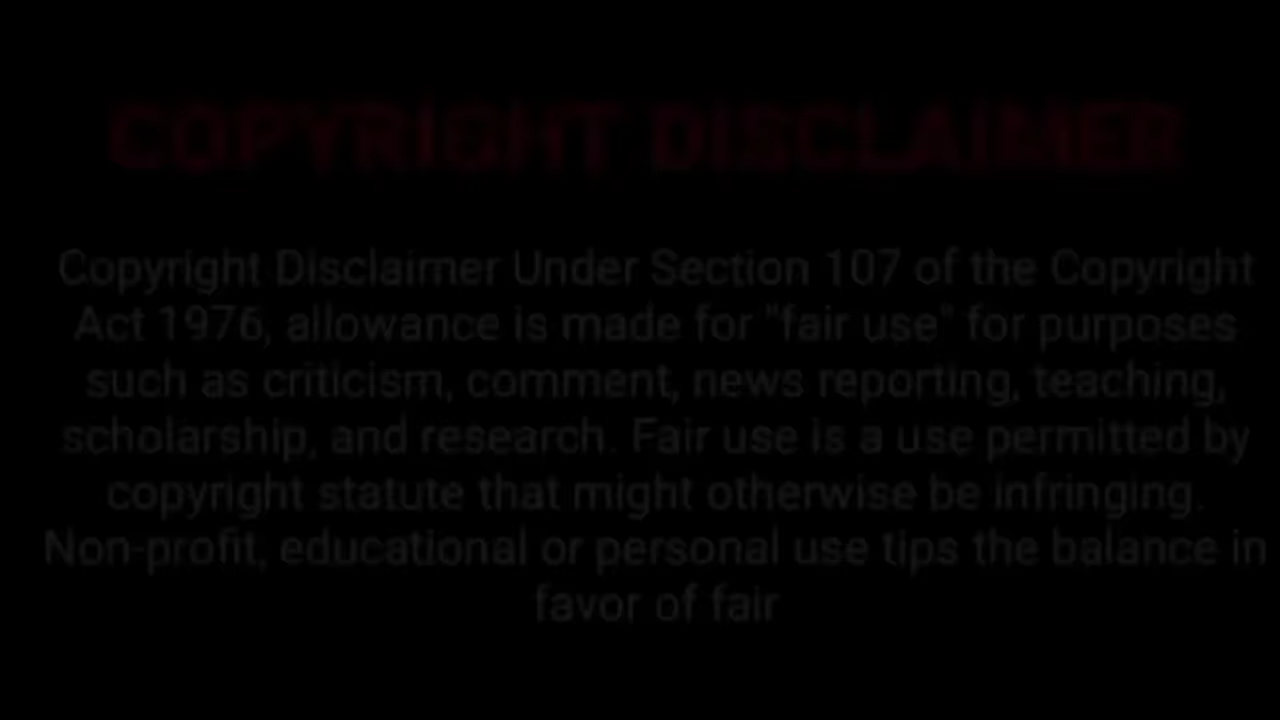 COPYRIGHT DISCLAIMER
Copyright Disclaimer Under Section 107 of the Copyright
Act 1976, allowance is made for "fair use" for purposes
such as criticism, comment, news reporting, teaching,
scholarship, and research. Fair use is a use permitted by
copyright statute that might otherwise be infringing.
Non-profit, educational or personal use tips the balance in
favor of fair